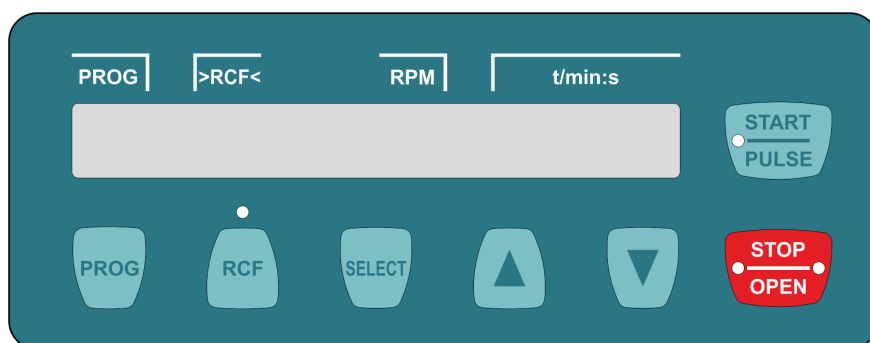 PROG >RCF< RPM t/min:s
START
PULSE
PROG RCF SELECT
STOP
OPEN